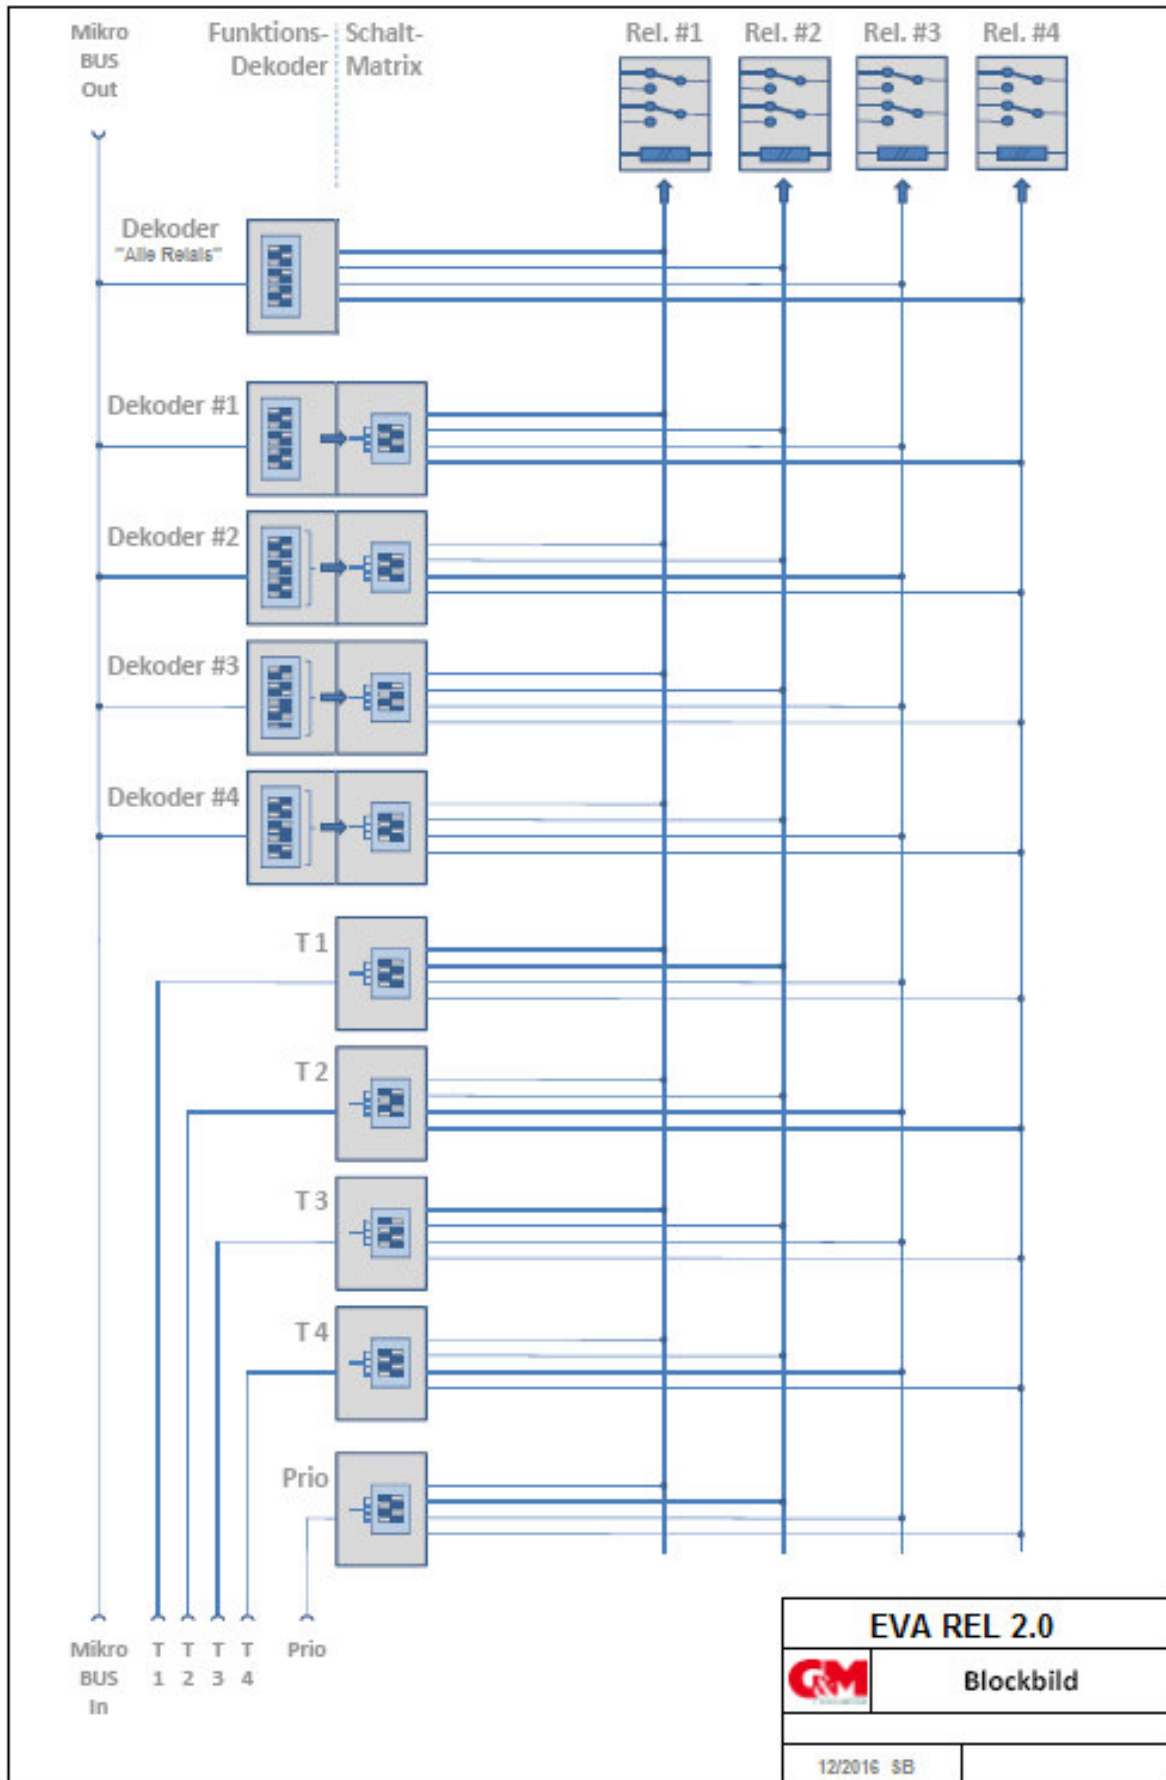 Mikro
BUS
Out
Funktions-
Dekoder
Schalt-
Matrix
Rel. #1
Rel. #2
Rel. #3
Rel. #4
Dekoder
"Alle Relais"
Dekoder #1
Dekoder #2
Dekoder #3
Dekoder #4
T 1
T 2
T 3
T 4
Prio
Mikro
BUS
In
T
1
T
2
T
3
T
4
Prio
EVA REL 2.0
G&M
Blockbild
12/2016 SB